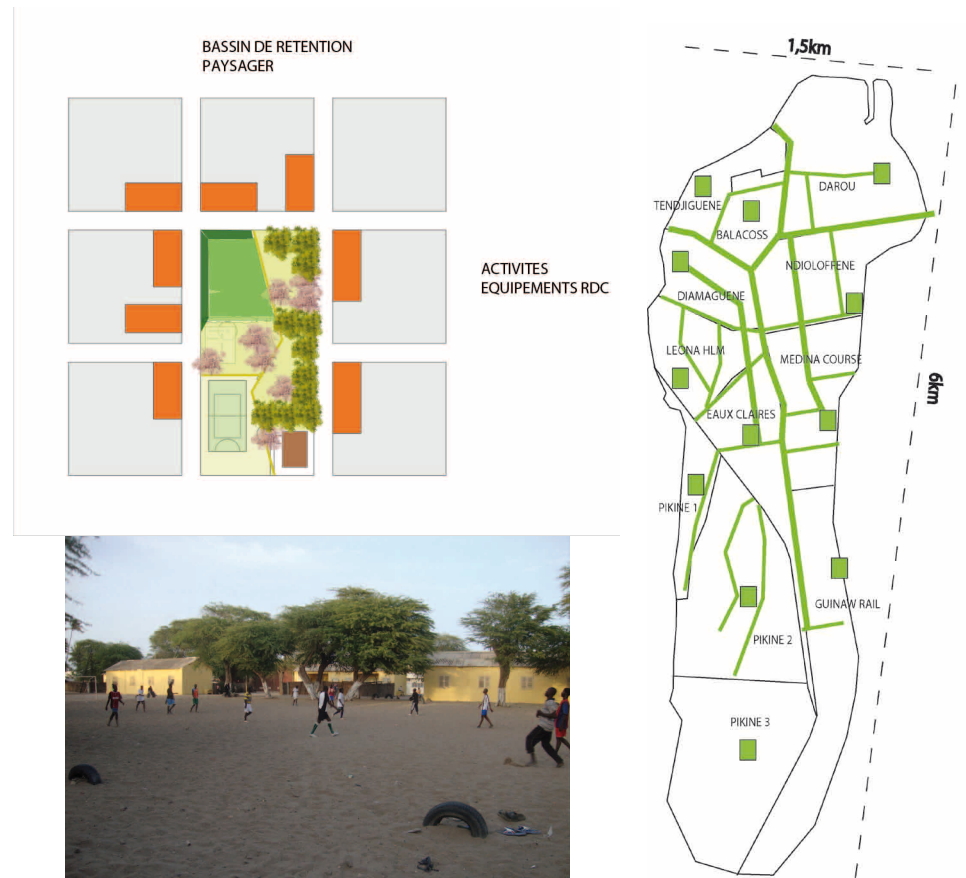 BASSIN DE RETENTION
PAYSAGER
ACTIVITES
EQUIPEMENTS RDC
1,5km
6km
DAROU
TENDJIGUENE
BALACOSS
NDIOLOFFENE
DIAMAGUENE
LEONA HLM
MEDINA COURSE
EAUX CLAIRES
PIKINE 1
GUINAW RAIL
PIKINE 2
PIKINE 3